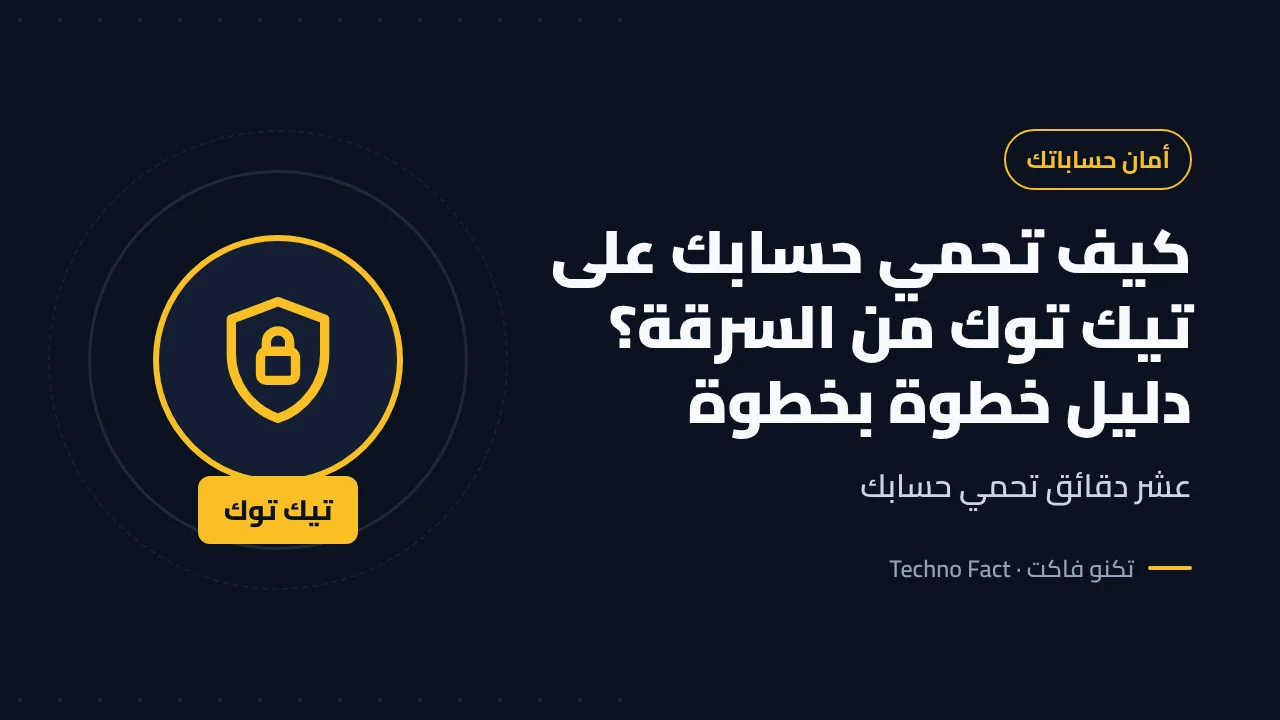 أمان حساباتك
كيف تحمي حسابك على
تيك توك من السرقة؟
دليل خطوة بخطوة
عشر دقائق تحمي حسابك
تكنو فاكت · Techno Fact
تيك توك